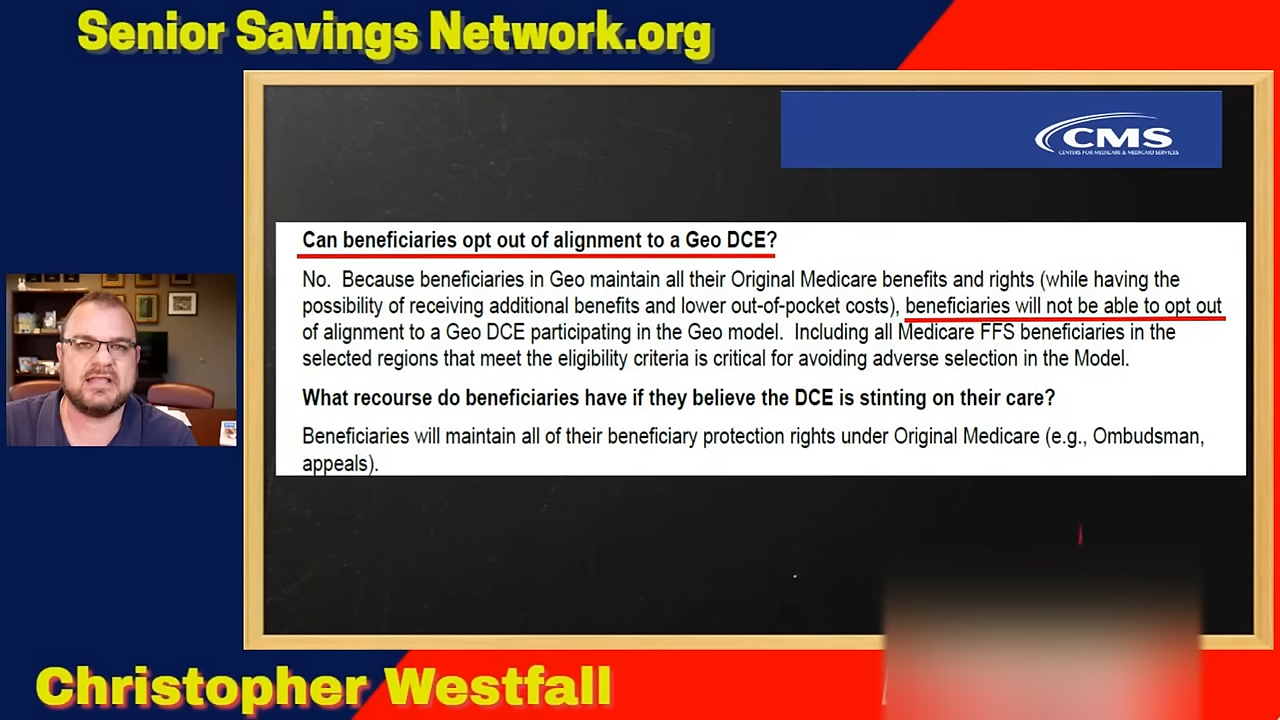 Senior Savings Network.org
CMS
CENTERS FOR MEDICARE & MEDICAID SERVICES
Can beneficiaries opt out of alignment to a Geo DCE?
No. Because beneficiaries in Geo maintain all their Original Medicare benefits and rights (while having the
possibility of receiving additional benefits and lower out-of-pocket costs), beneficiaries will not be able to opt out
of alignment to a Geo DCE participating in the Geo model. Including all Medicare FFS beneficiaries in the
selected regions that meet the eligibility criteria is critical for avoiding adverse selection in the Model.
What recourse do beneficiaries have if they believe the DCE is stinting on their care?
Beneficiaries will maintain all of their beneficiary protection rights under Original Medicare (e.g., Ombudsman,
appeals).
Christopher Westfall